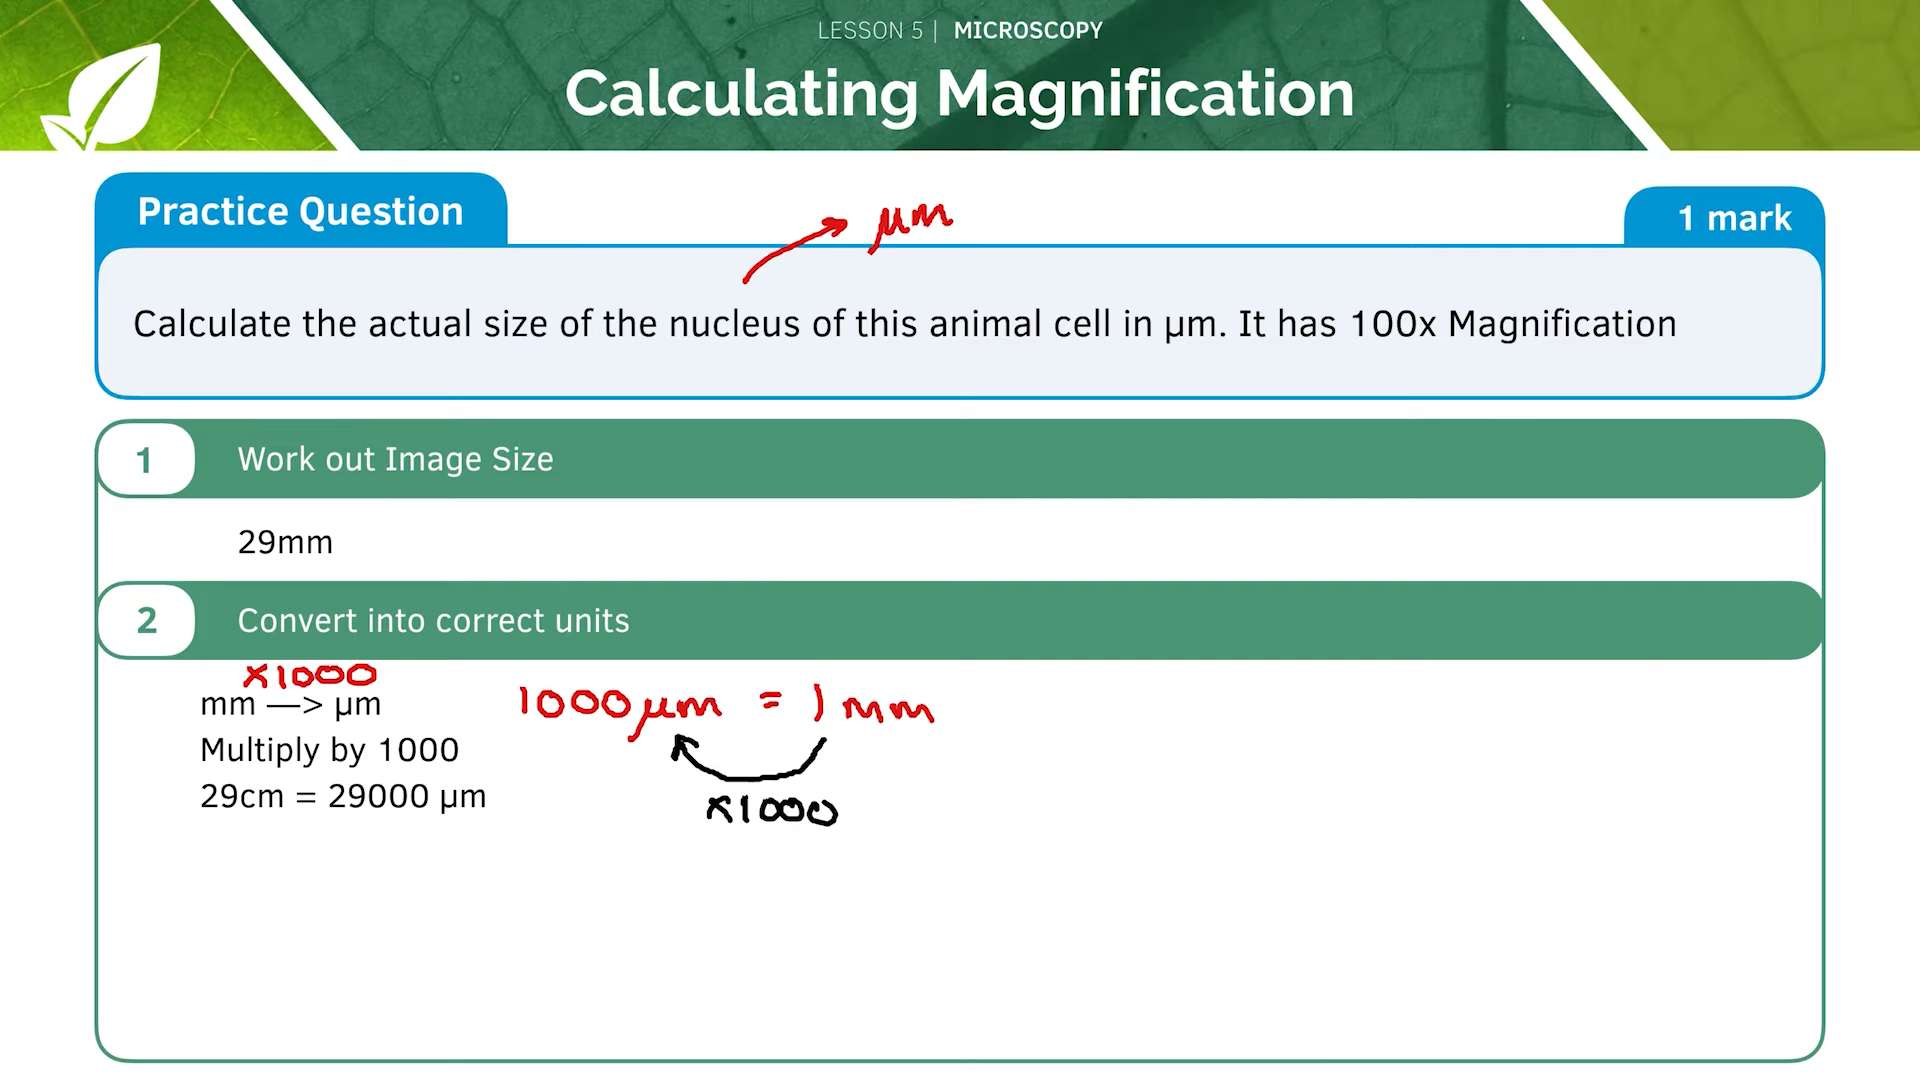 LESSON 5 | MICROSCOPY
Calculating Magnification
Practice Question
1 mark
µm
Calculate the actual size of the nucleus of this animal cell in µm. It has 100x Magnification
1 Work out Image Size
29mm
2 Convert into correct units
x1000
mm —> µm
1000µm = 1mm
Multiply by 1000
29cm = 29000 µm
x1000